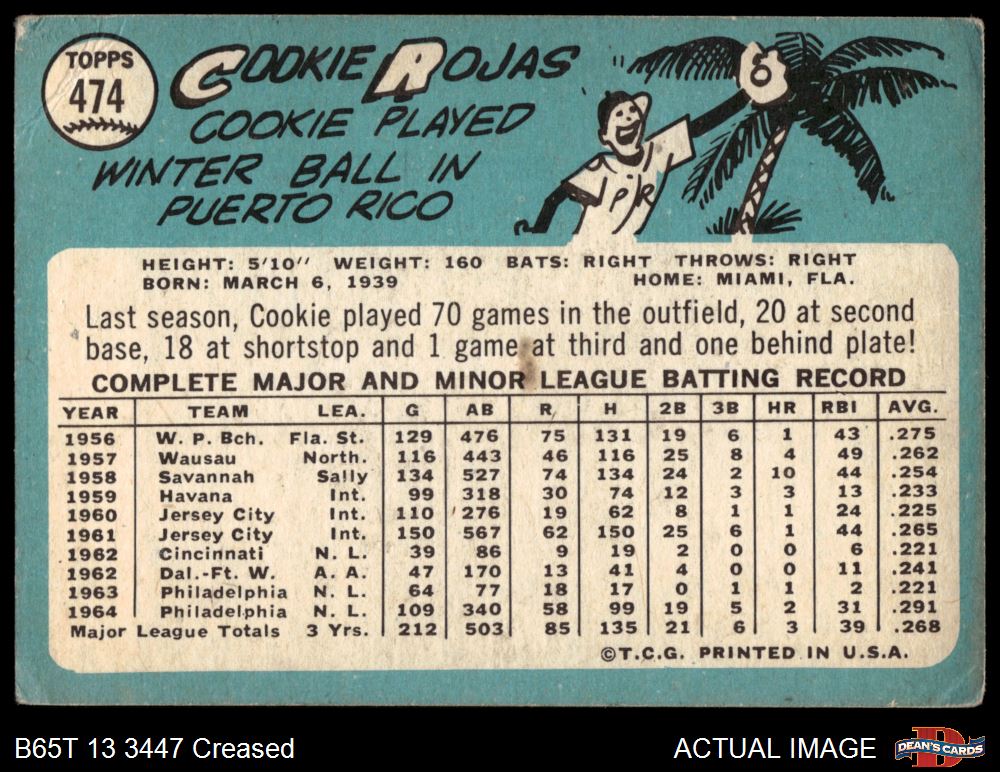 TOPPS
474
COOKIE ROJAS
COOKIE PLAYED
WINTER BALL IN
PUERTO RICO
6
PR
HEIGHT: 5'10" WEIGHT: 160 BATS: RIGHT THROWS: RIGHT
BORN: MARCH 6, 1939 HOME: MIAMI, FLA.
Last season, Cookie played 70 games in the outfield, 20 at second
base, 18 at shortstop and 1 game at third and one behind plate!
COMPLETE MAJOR AND MINOR LEAGUE BATTING RECORD
YEAR TEAM LEA. G AB R H 2B 3B HR RBI AVG.
1956 W. P. Bch. Fla. St. 129 476 75 131 19 6 1 43 .275
1957 Wausau North. 116 443 46 116 25 8 4 49 .262
1958 Savannah Sally 134 527 74 134 24 2 10 44 .254
1959 Havana Int. 99 318 30 74 12 3 3 13 .233
1960 Jersey City Int. 110 276 19 62 8 1 1 24 .225
1961 Jersey City Int. 150 567 62 150 25 6 1 44 .265
1962 Cincinnati N. L. 39 86 9 19 2 0 0 6 .221
1962 Dal.-Ft. W. A. A. 47 170 13 41 4 0 0 11 .241
1963 Philadelphia N. L. 64 77 18 17 0 1 1 2 .221
1964 Philadelphia N. L. 109 340 58 99 19 5 2 31 .291
Major League Totals 3 Yrs. 212 503 85 135 21 6 3 39 .268
©T.C.G. PRINTED IN U.S.A.
B65T 13 3447 Creased ACTUAL IMAGE DEAN'S CARDS